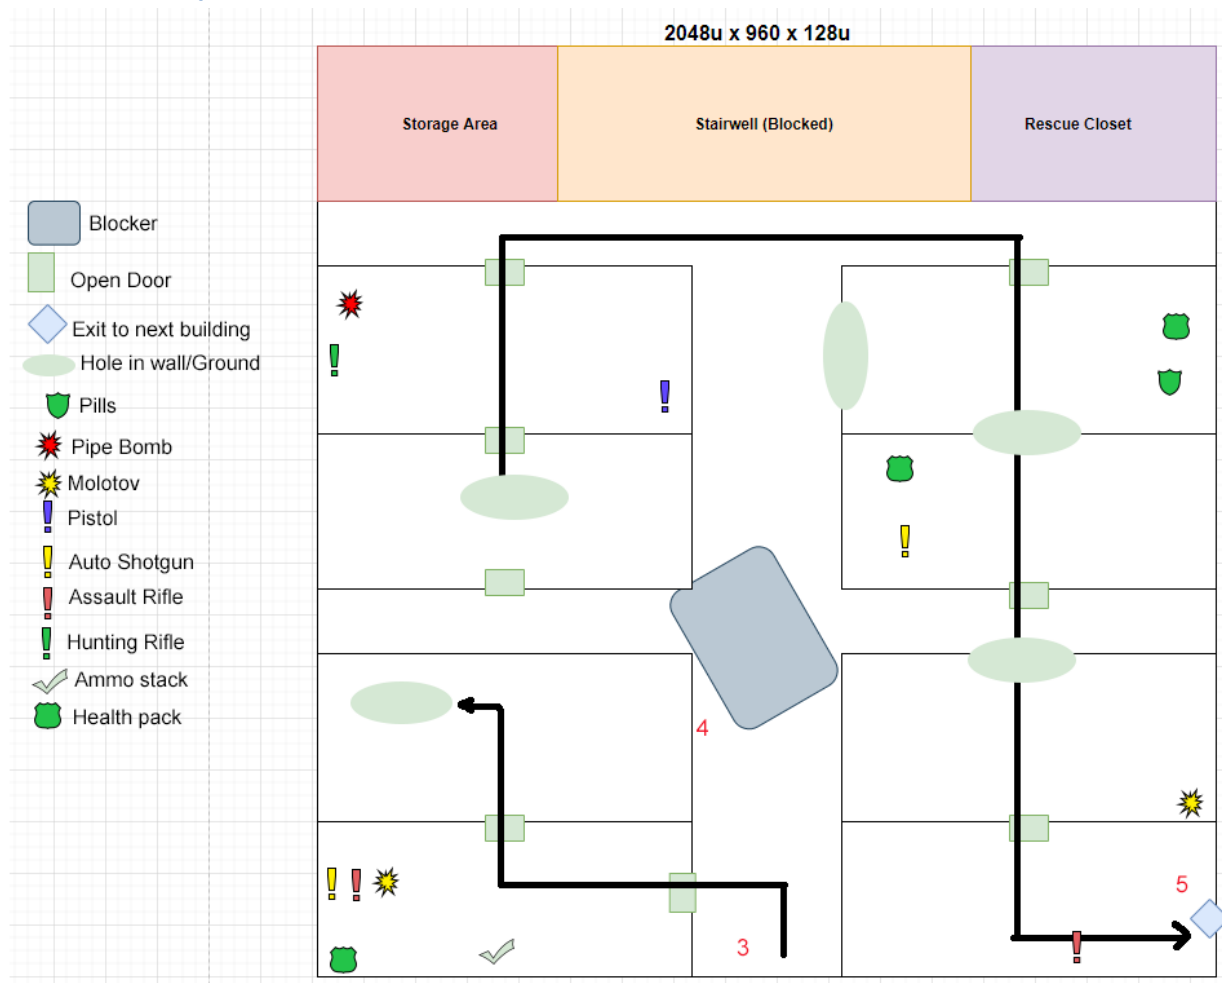 2048u x 960 x 128u
Storage Area
Stairwell (Blocked)
Rescue Closet
Blocker
Open Door
Exit to next building
Hole in wall/Ground
Pills
Pipe Bomb
Molotov
Pistol
Auto Shotgun
Assault Rifle
Hunting Rifle
Ammo stack
Health pack
4
5
3